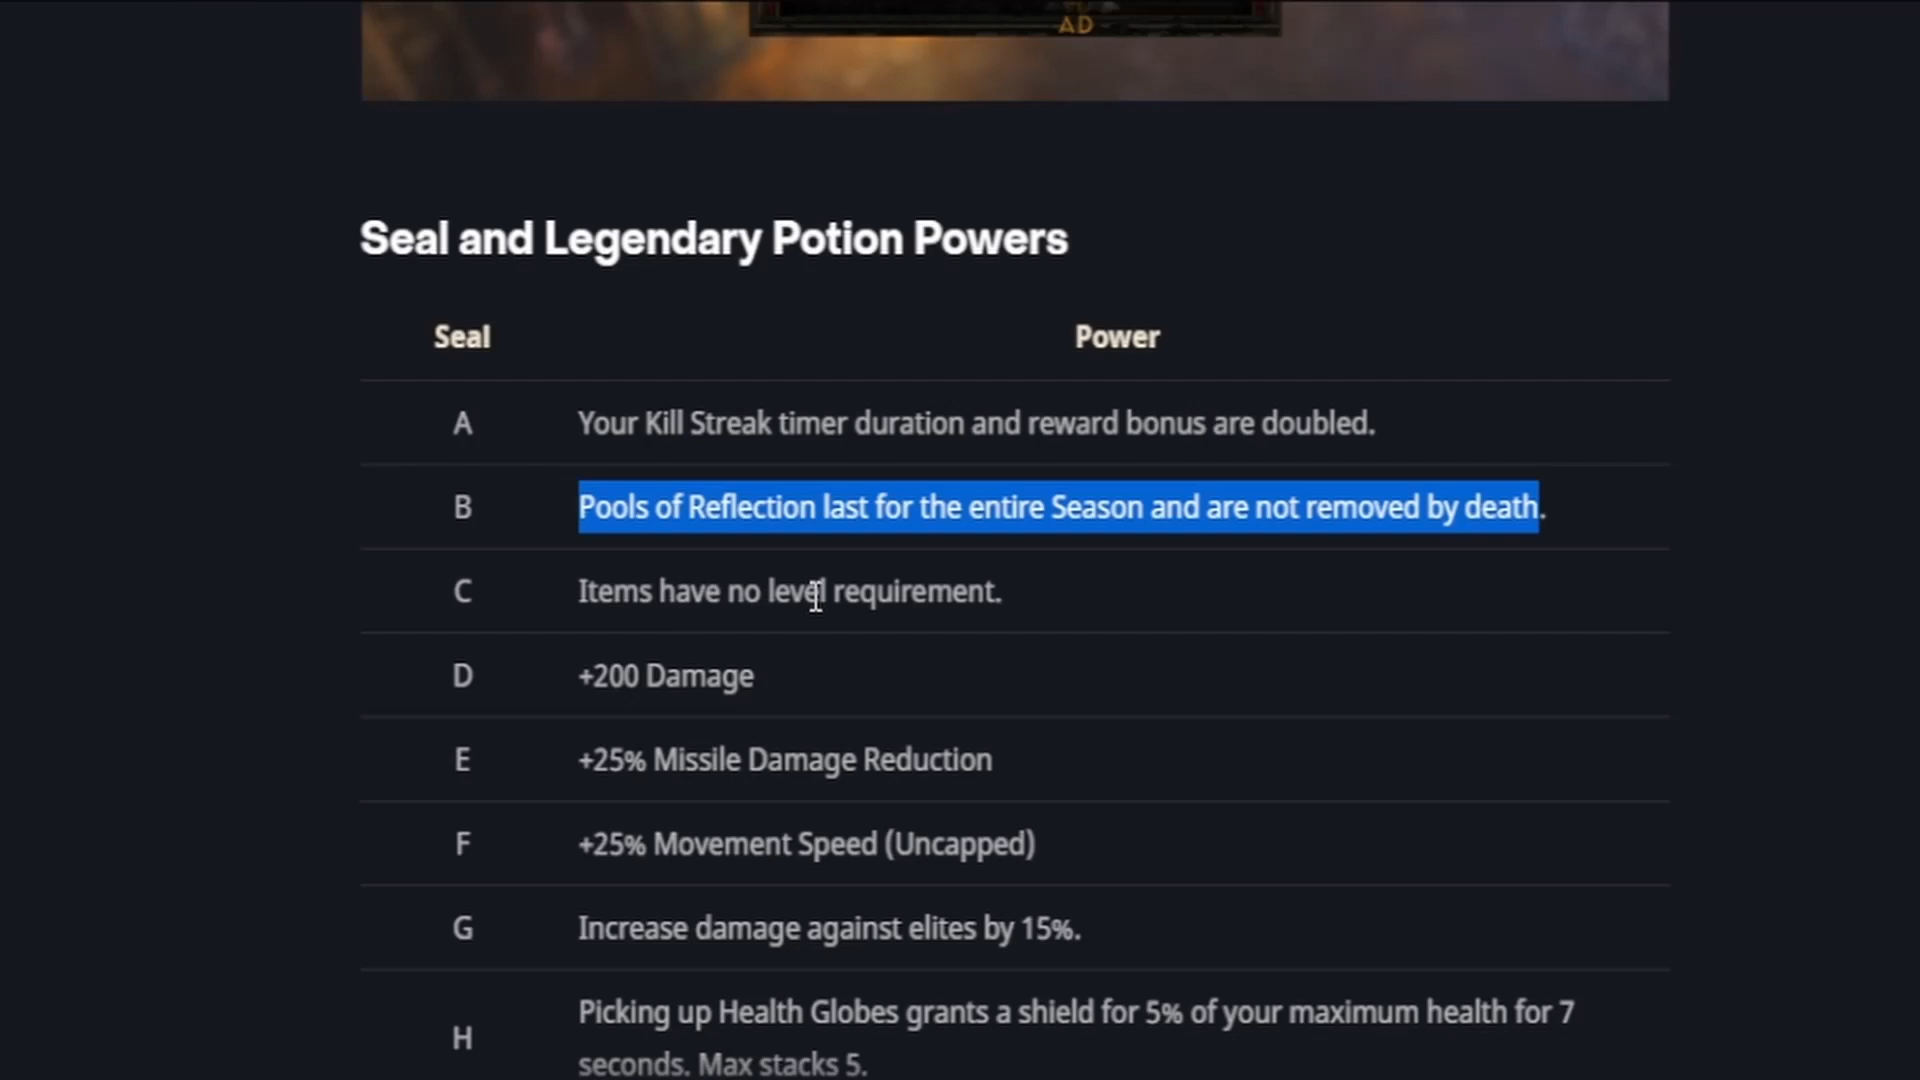 AD
Seal and Legendary Potion Powers
Seal Power
A Your Kill Streak timer duration and reward bonus are doubled.
B Pools of Reflection last for the entire Season and are not removed by death.
C Items have no level requirement.
D +200 Damage
E +25% Missile Damage Reduction
F +25% Movement Speed (Uncapped)
G Increase damage against elites by 15%.
H Picking up Health Globes grants a shield for 5% of your maximum health for 7
seconds. Max stacks 5.